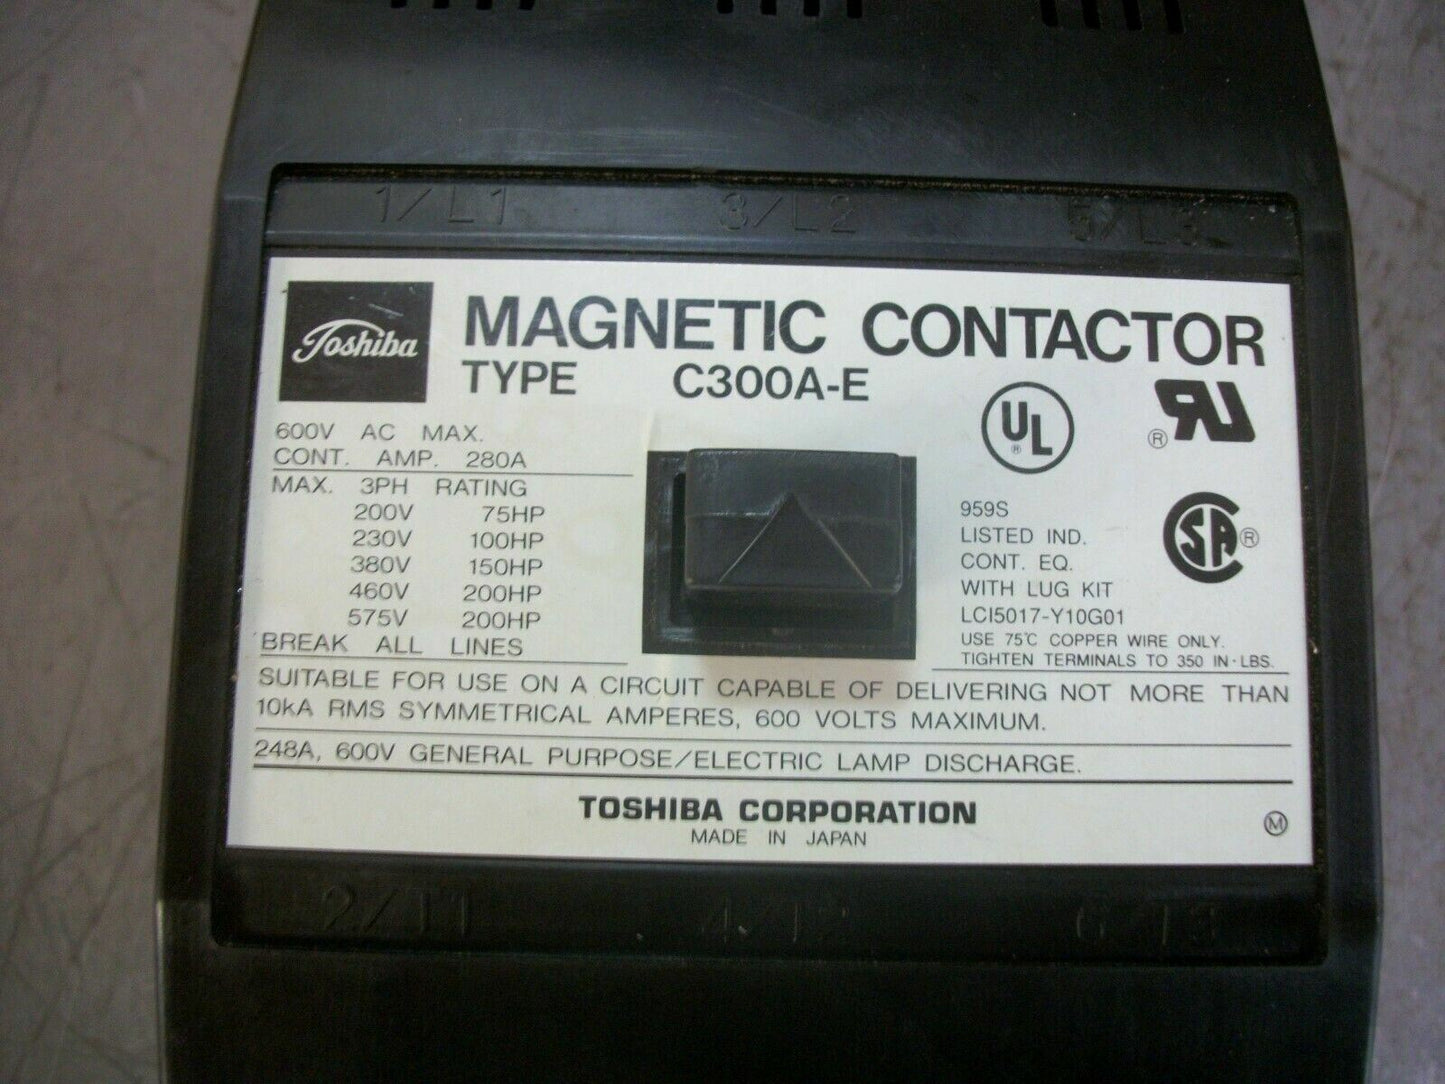 1/L1 3/L2 5/L3
Toshiba
MAGNETIC CONTACTOR
TYPE C300A-E
600V AC MAX.
CONT. AMP. 280A
MAX. 3PH RATING
200V 75HP
230V 100HP
380V 150HP
460V 200HP
575V 200HP
BREAK ALL LINES
UL
®
RU
®
SA
®
959S
LISTED IND.
CONT. EQ.
WITH LUG KIT
LCI5017-Y10G01
USE 75℃ COPPER WIRE ONLY.
TIGHTEN TERMINALS TO 350 IN·LBS.
SUITABLE FOR USE ON A CIRCUIT CAPABLE OF DELIVERING NOT MORE THAN
10kA RMS SYMMETRICAL AMPERES, 600 VOLTS MAXIMUM.
248A, 600V GENERAL PURPOSE/ELECTRIC LAMP DISCHARGE.
TOSHIBA CORPORATION
MADE IN JAPAN
Ⓜ
2/T1 4/T2 6/T3